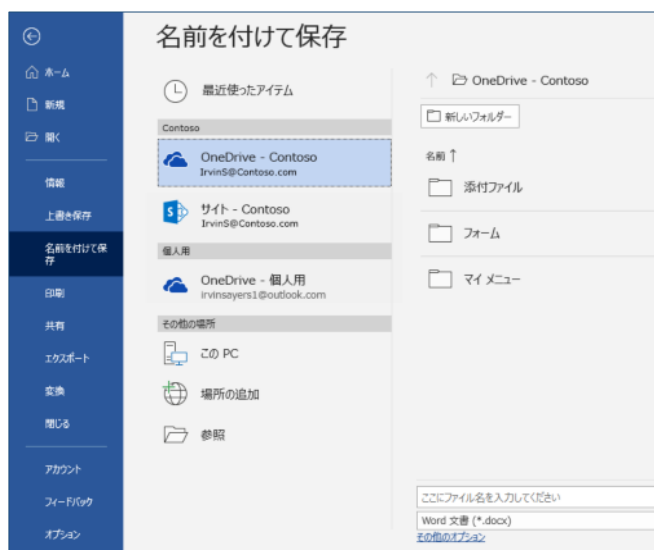 名前を付けて保存
ホーム
新規
開く
情報
上書き保存
名前を付けて保
存
印刷
共有
エクスポート
変換
閉じる
アカウント
フィードバック
オプション
最近使ったアイテム
Contoso
OneDrive - Contoso
IrvinS@Contoso.com
サイト - Contoso
IrvinS@Contoso.com
個人用
OneDrive - 個人用
irvinsayers1@outlook.com
その他の場所
この PC
場所の追加
参照
↑ OneDrive - Contoso
新しいフォルダー
名前 ↑
添付ファイル
フォーム
マイ メニュー
ここにファイル名を入力してください
Word 文書 (*.docx)
その他のオプション